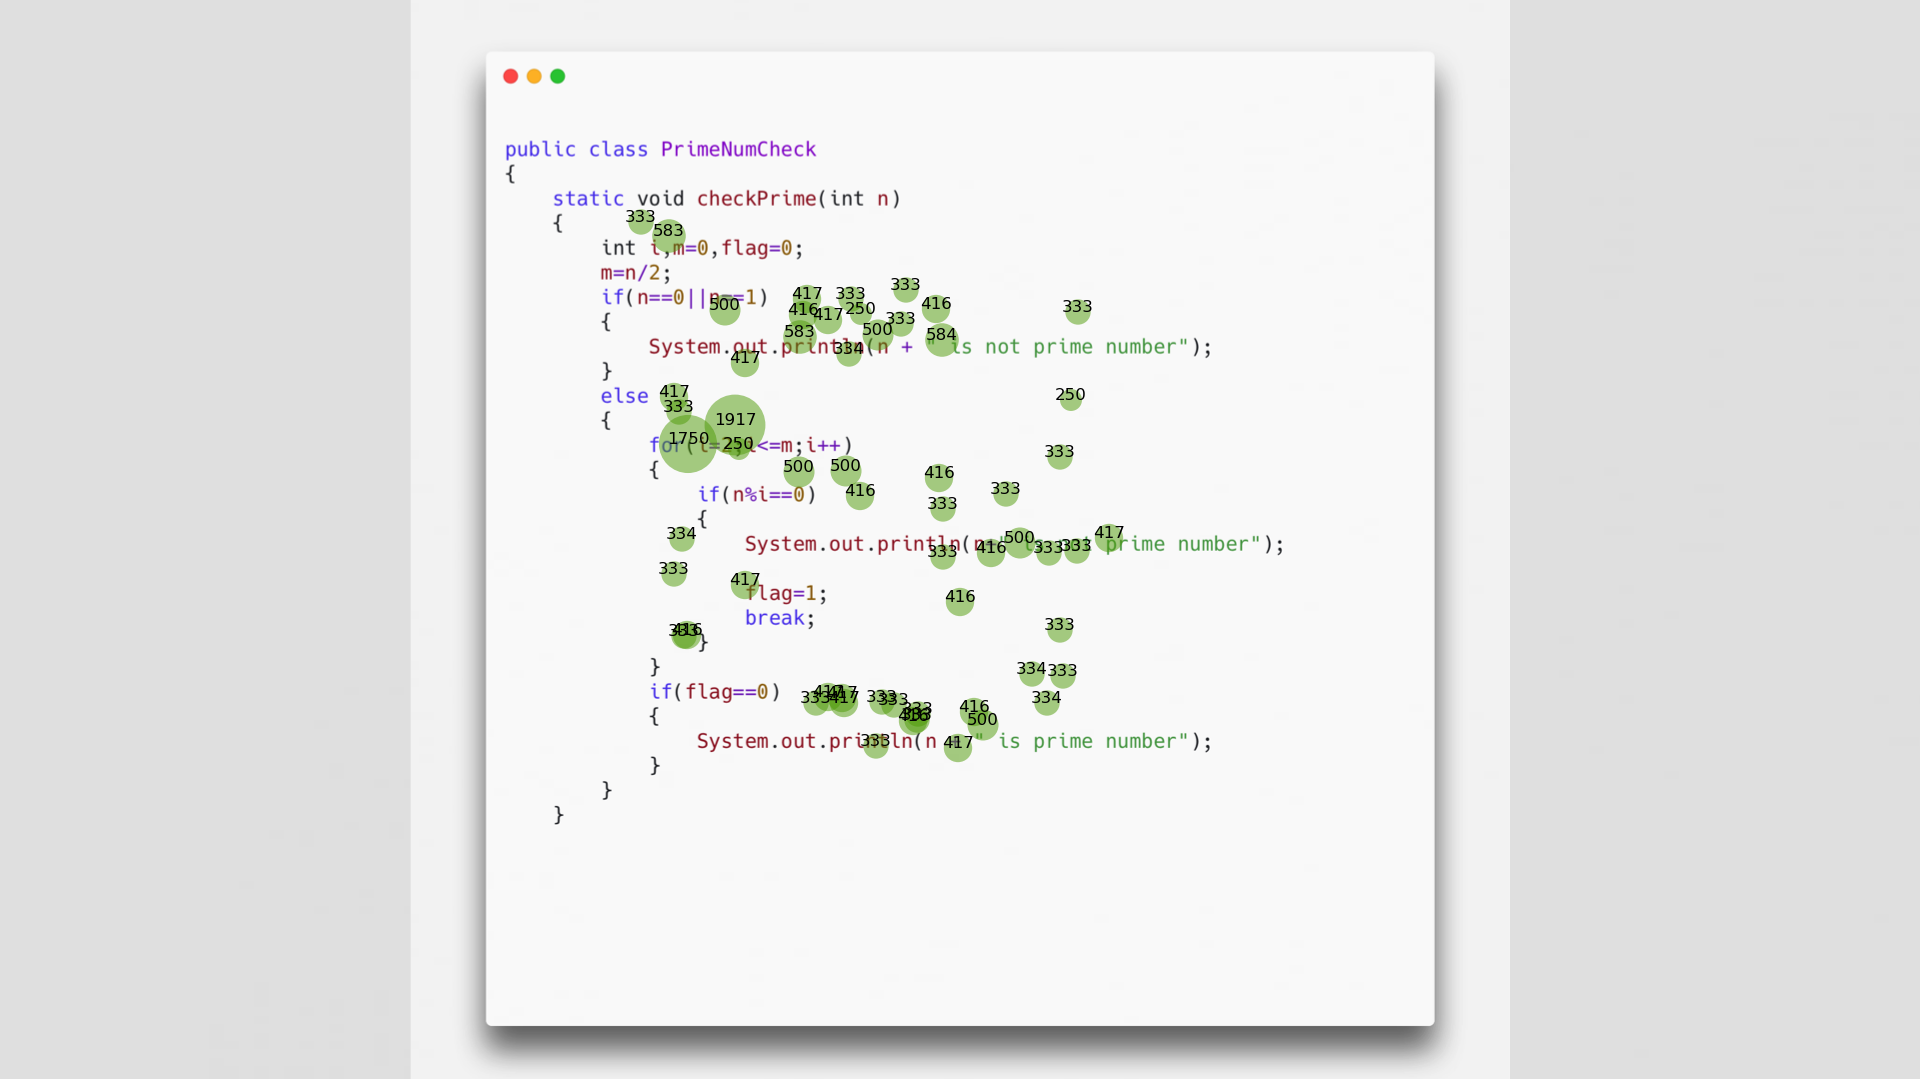 public class PrimeNumCheck
{
static void checkPrime(int n)
{
333
583
int i,m=0,flag=0;
m=n/2;
333
417 333
if(n==0||n==1)
500 416 417 250 333 416 333
{
583 500 584
System.out.println(n + " is not prime number");
334
417
}
else 417 250
333
{
1917
1750 250
for(i=2;i<=m;i++)
333
{
500 500 416
416 333
if(n%i==0)
333
{
334 500 417
System.out.println(n+" is not prime number");
333 416 333 333
333
417
flag=1;
416
break;
333 416 333
}
}
334 333
if(flag==0)
333 417 417 417 333 333 334
333 416 333 416 500
{
System.out.println(n + " is prime number");
333 417
}
}
}